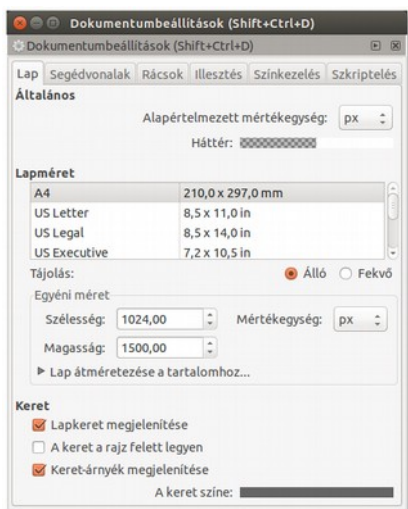 Dokumentumbeállítások (Shift+Ctrl+D)
Dokumentumbeállítások (Shift+Ctrl+D)
Lap Segédvonalak Rácsok Illesztés Színkezelés Szkriptelés
Általános
Alapértelmezett mértékegység: px
Háttér:
Lapméret
A4 210,0 x 297,0 mm
US Letter 8,5 x 11,0 in
US Legal 8,5 x 14,0 in
US Executive 7,2 x 10,5 in
Tájolás: Álló Fekvő
Egyéni méret
Szélesség: 1024,00 Mértékegység: px
Magasság: 1500,00
Lap átméretezése a tartalomhoz...
Keret
Lapkeret megjelenítése
A keret a rajz felett legyen
Keret-árnyék megjelenítése
A keret színe: